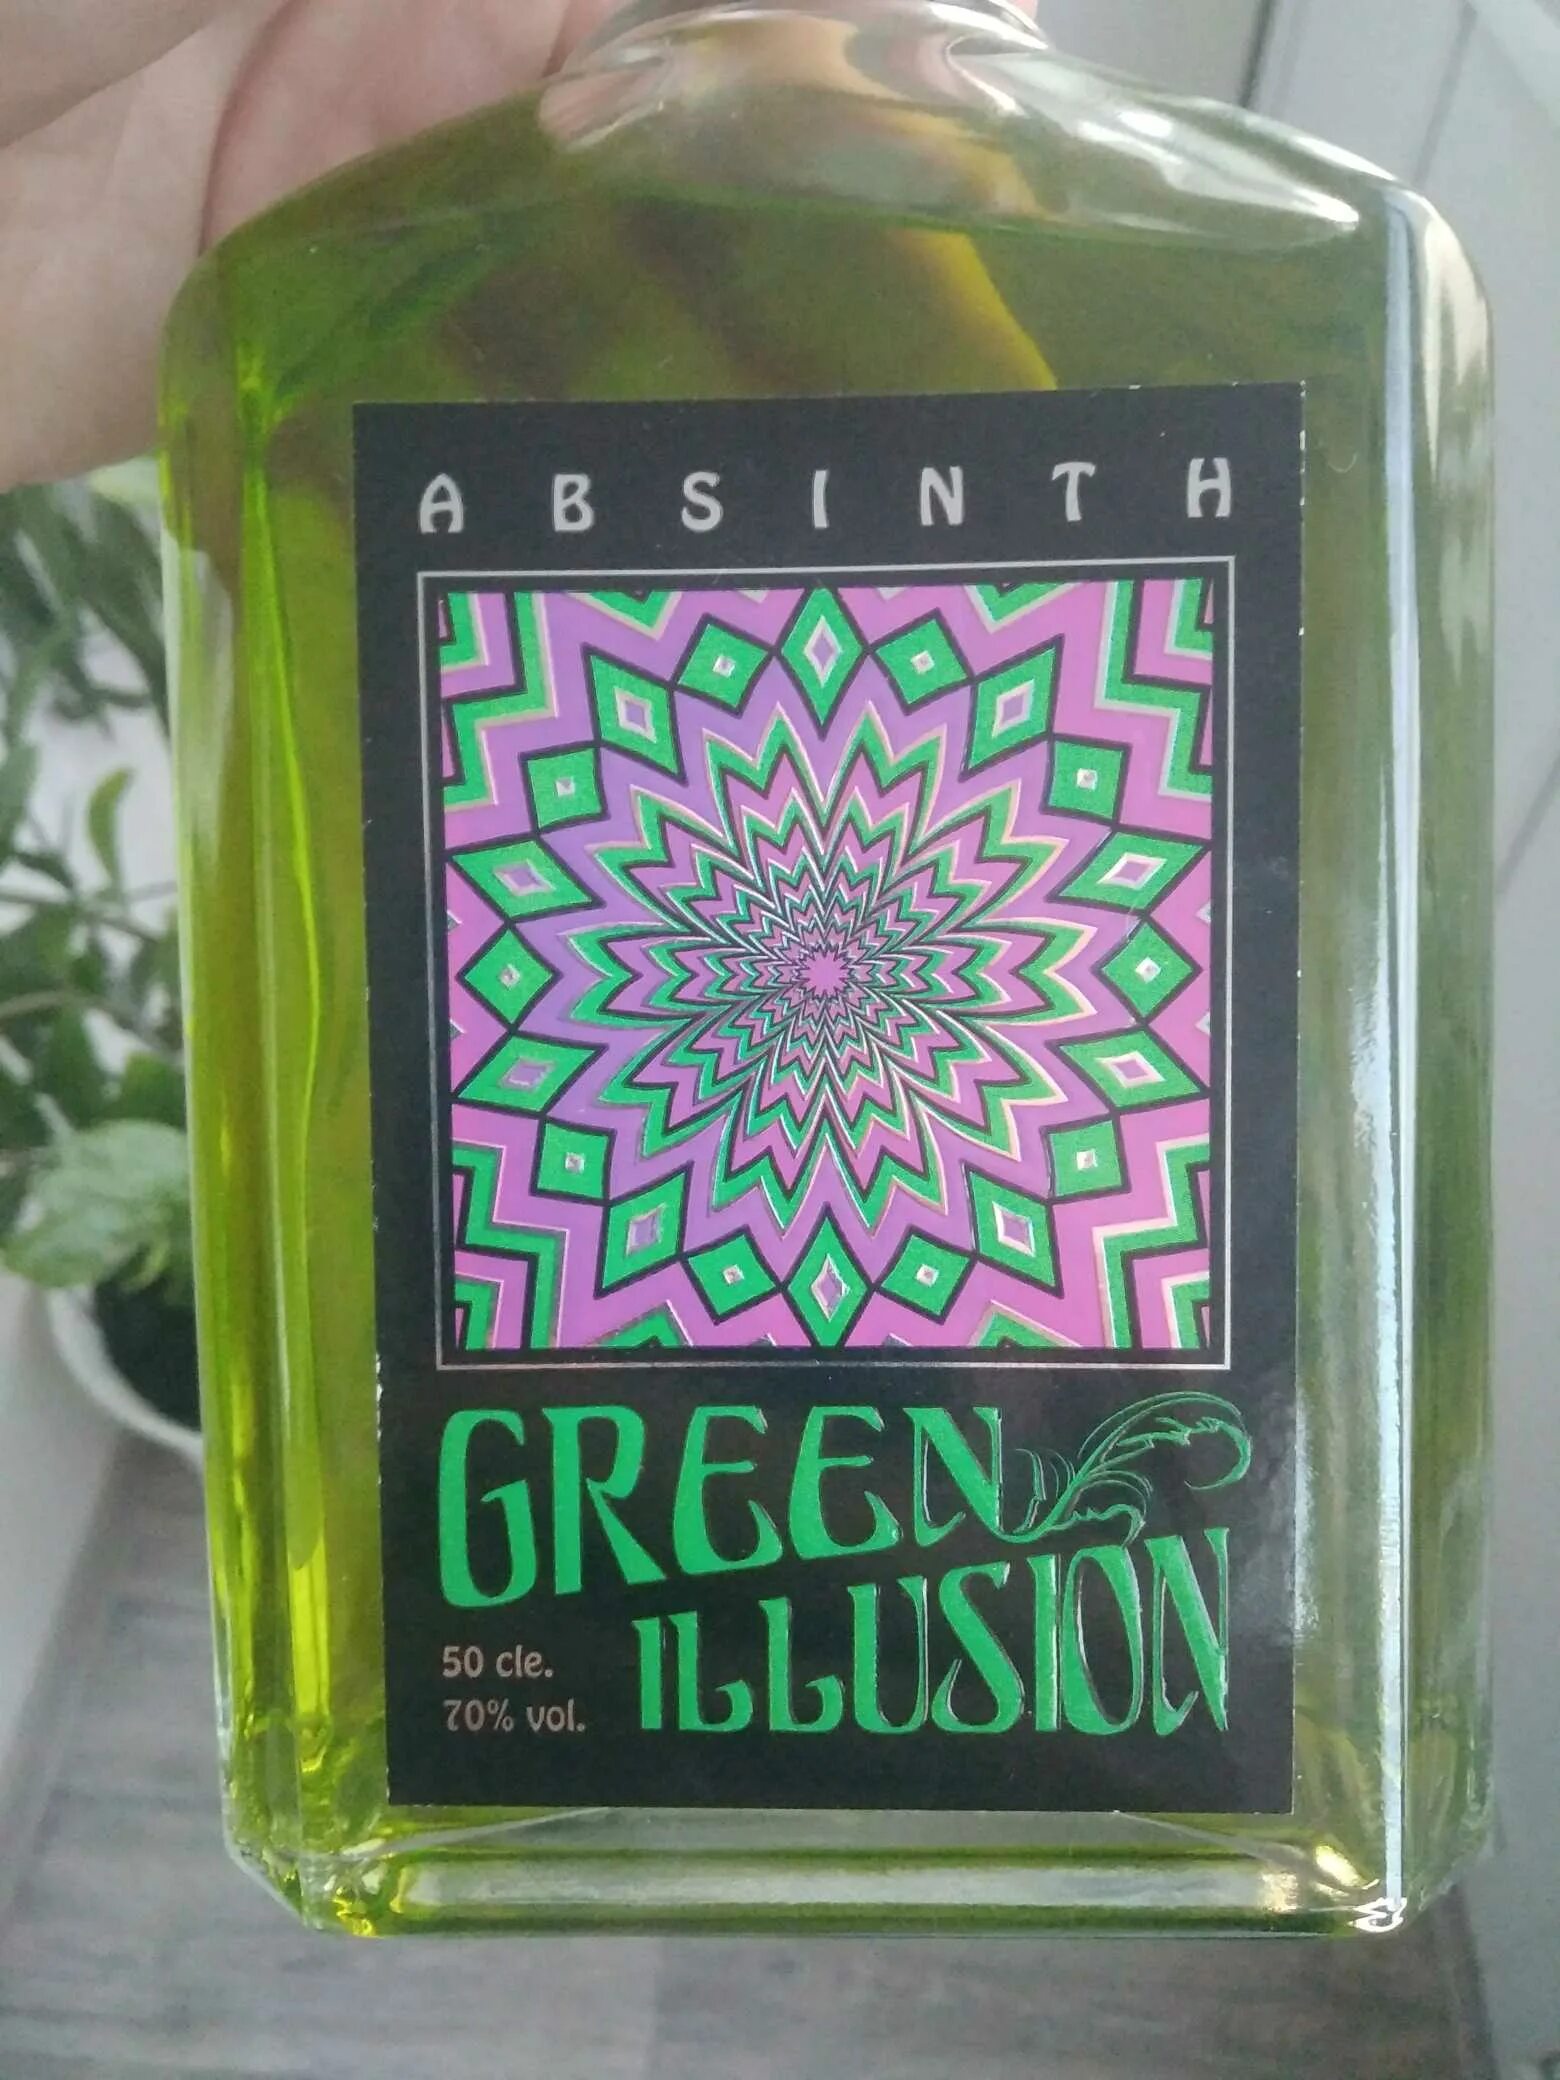 ABSINTH
GREEN
ILLUSION
50 cle.
70% vol.